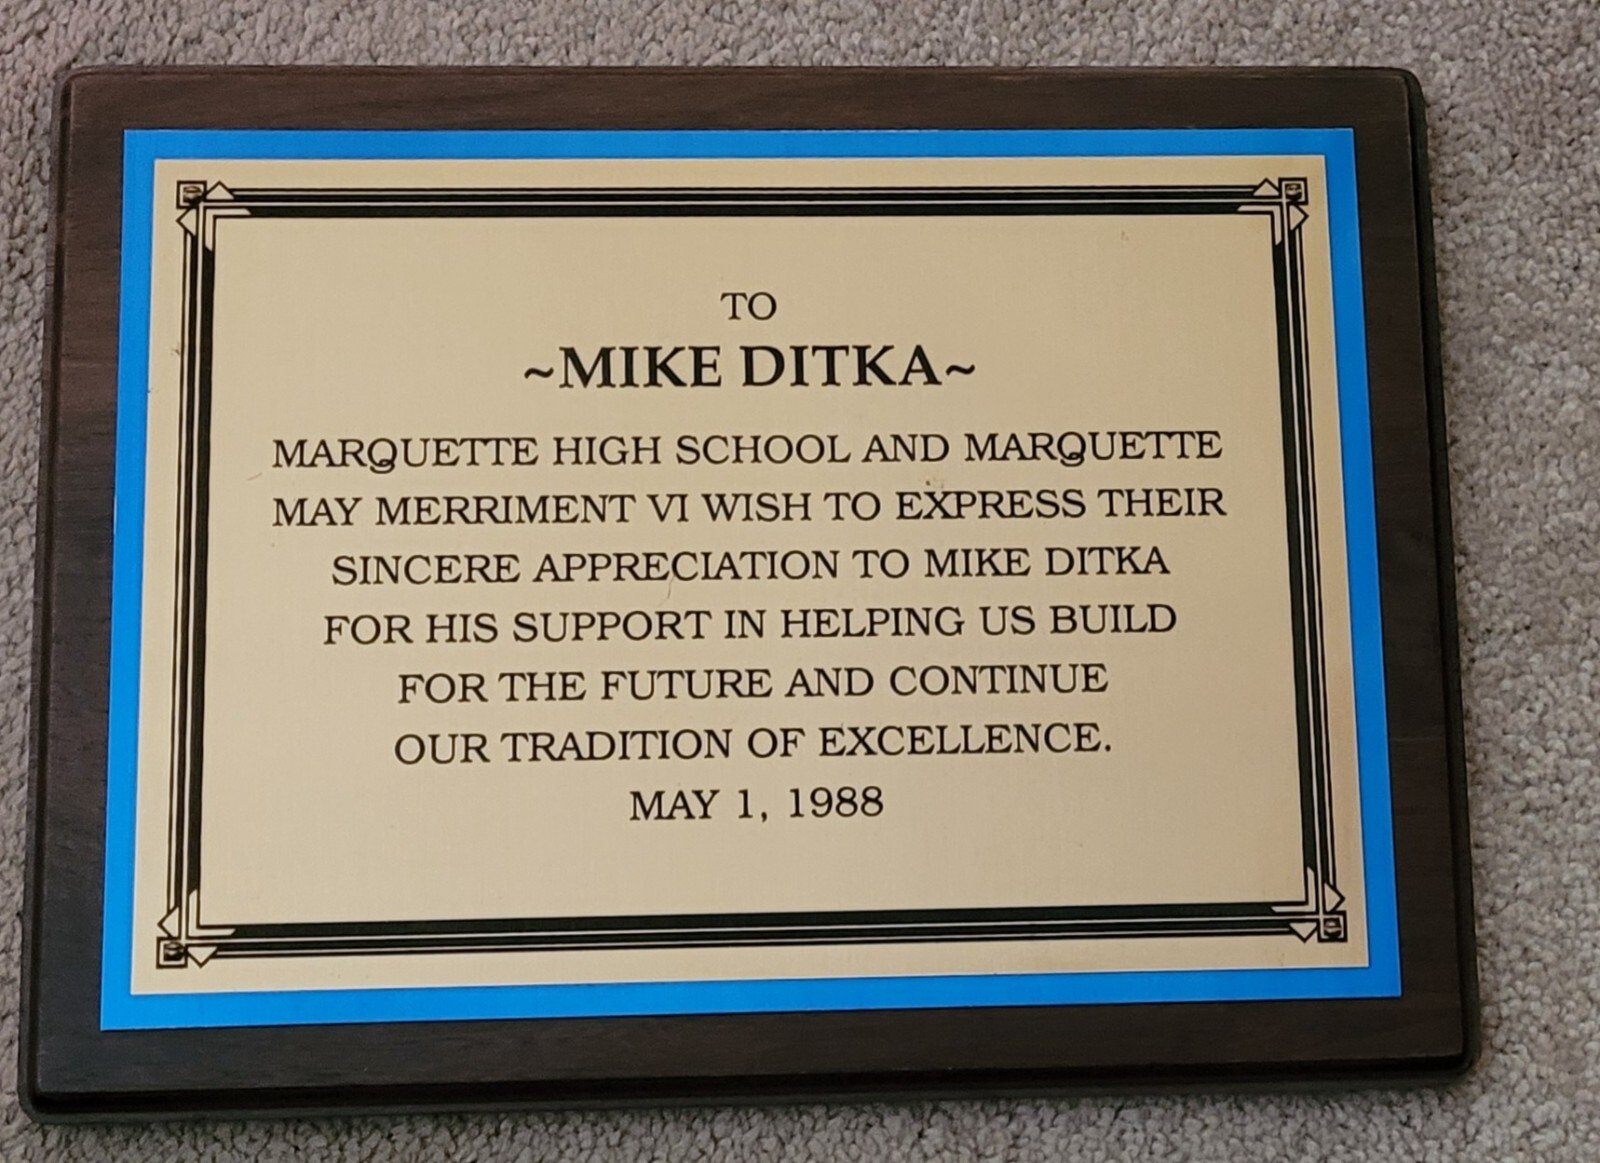 TO
~MIKE DITKA~
MARQUETTE HIGH SCHOOL AND MARQUETTE
MAY MERRIMENT VI WISH TO EXPRESS THEIR
SINCERE APPRECIATION TO MIKE DITKA
FOR HIS SUPPORT IN HELPING US BUILD
FOR THE FUTURE AND CONTINUE
OUR TRADITION OF EXCELLENCE.
MAY 1, 1988